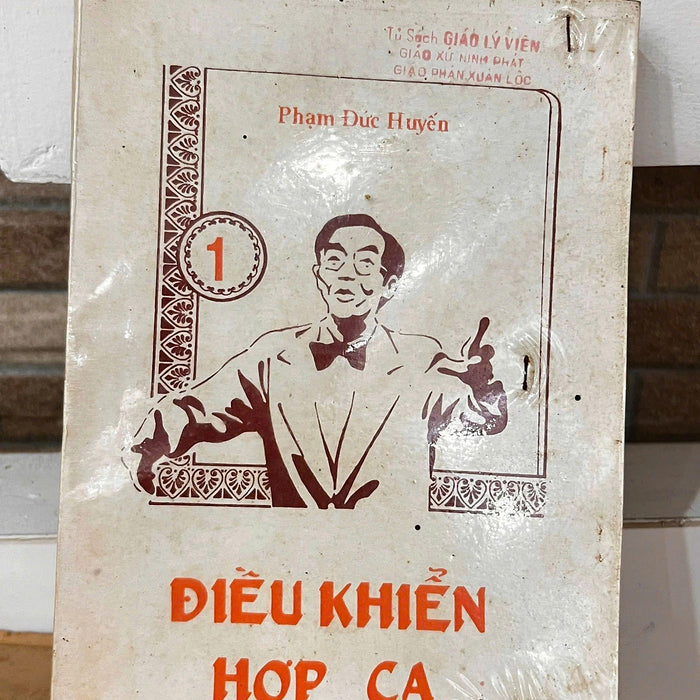 Tủ Sách GIÁO LÝ VIÊN
GIÁO XỨ NINH PHÁT
GIÁO PHẬN XUÂN LỘC
Phạm Đức Huyến
1
ĐIỀU KHIỂN
HỢP CA